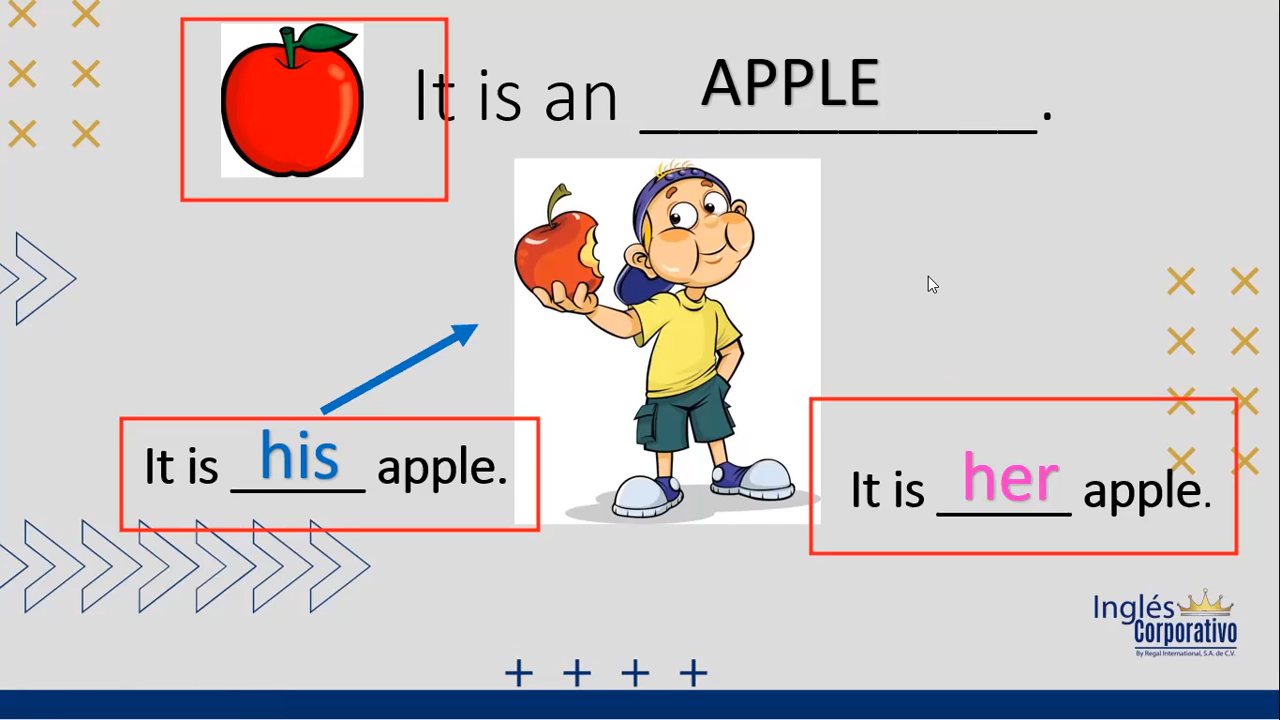 It is an APPLE.
It is his apple.
It is her apple.
Inglés
Corporativo
By Regal International, S.A. de C.V.